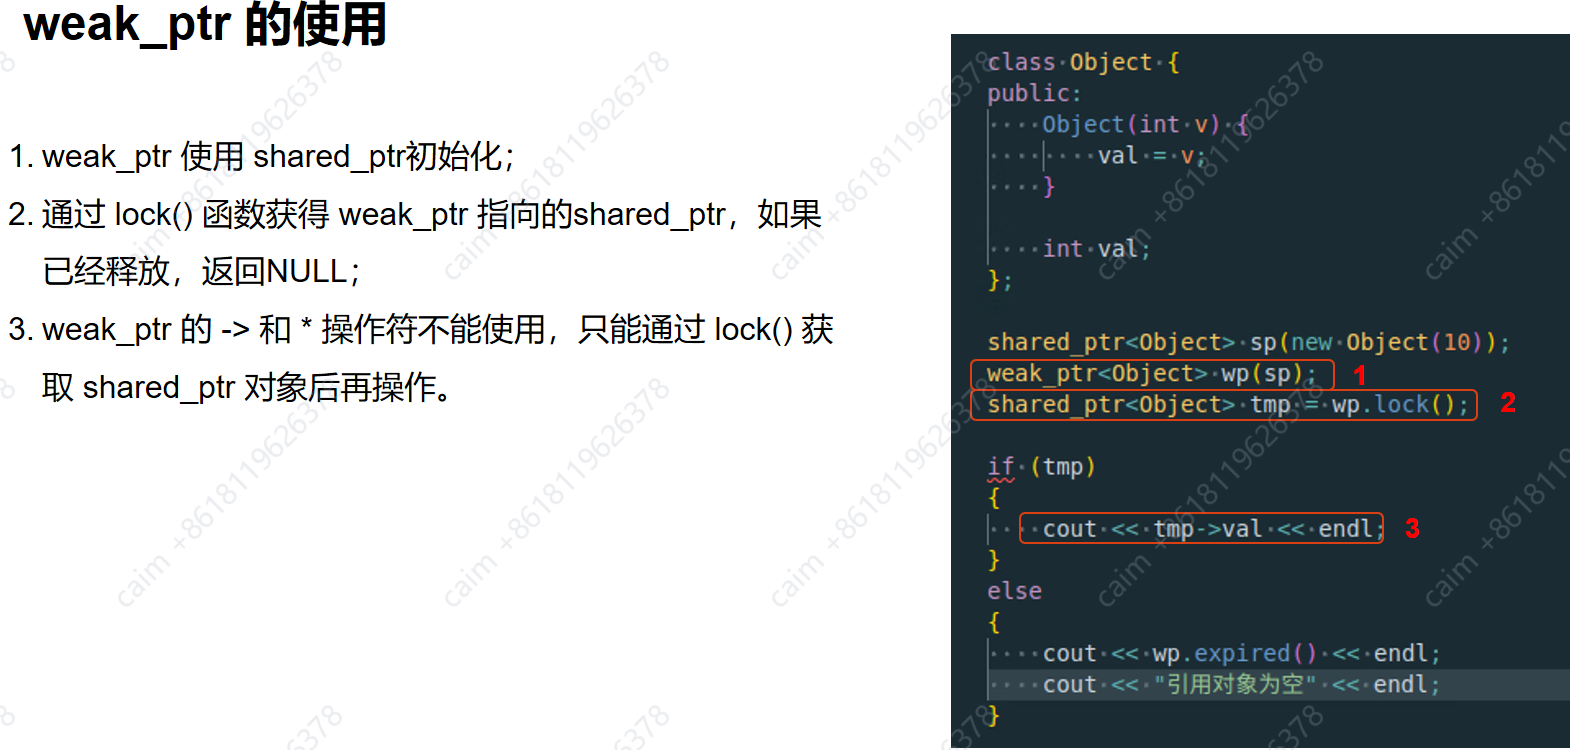 weak_ptr 的使用
1. weak_ptr 使用 shared_ptr初始化；
2. 通过 lock() 函数获得 weak_ptr 指向的shared_ptr，如果
已经释放，返回NULL；
3. weak_ptr 的 -> 和 * 操作符不能使用，只能通过 lock() 获
取 shared_ptr 对象后再操作。
class Object {
public:
    Object(int v) {
        val = v;
    }
    int val;
};
shared_ptr<Object> sp(new Object(10));
weak_ptr<Object> wp(sp); 1
shared_ptr<Object> tmp = wp.lock(); 2
if (tmp)
{
    cout << tmp->val << endl; 3
}
else
{
    cout << wp.expired() << endl;
    cout << "引用对象为空" << endl;
}
caim +8618119626378